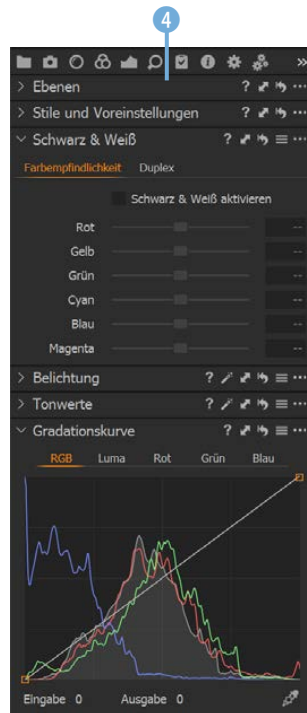 4
Ebenen ?
Stile und Voreinstellungen ?
Schwarz & Weiß ?
Farbempfindlichkeit Duplex
Schwarz & Weiß aktivieren
Rot --
Gelb --
Grün --
Cyan --
Blau --
Magenta --
Belichtung ?
Tonwerte ?
Gradationskurve ?
RGB Luma Rot Grün Blau
Eingabe 0 Ausgabe 0